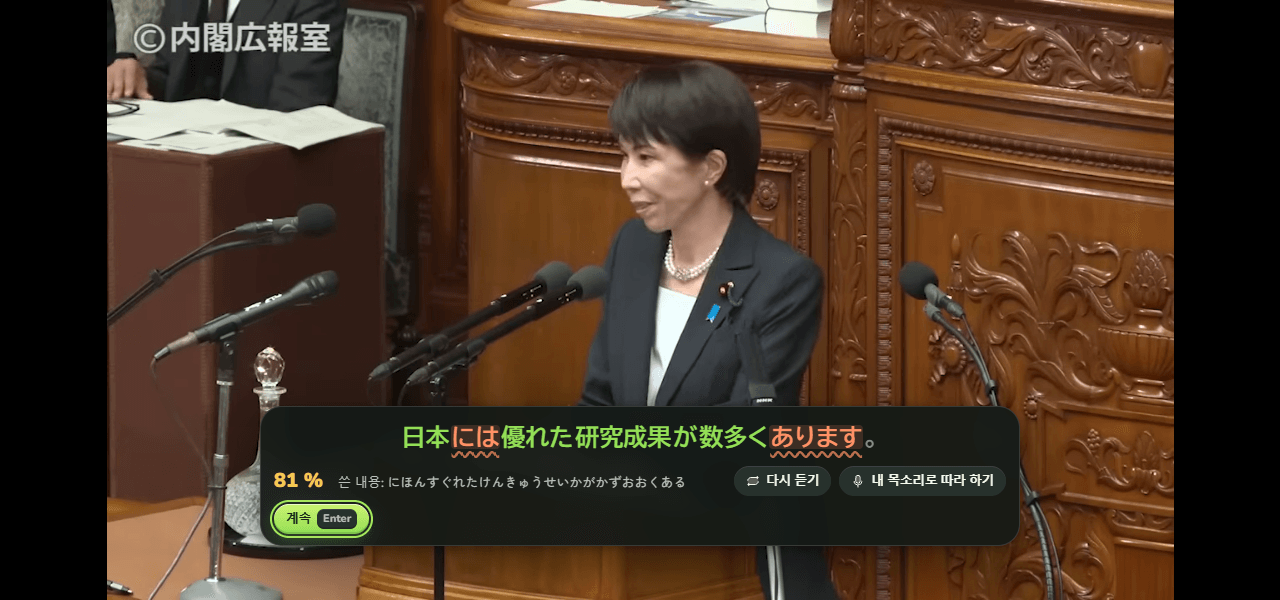 ©内閣広報室
日本には優れた研究成果が数多くあります。
81 % 쓴 내용: にほんすぐれたけんきゅうせいかがかずおおくある 다시 듣기 내 목소리로 따라 하기
계속 Enter